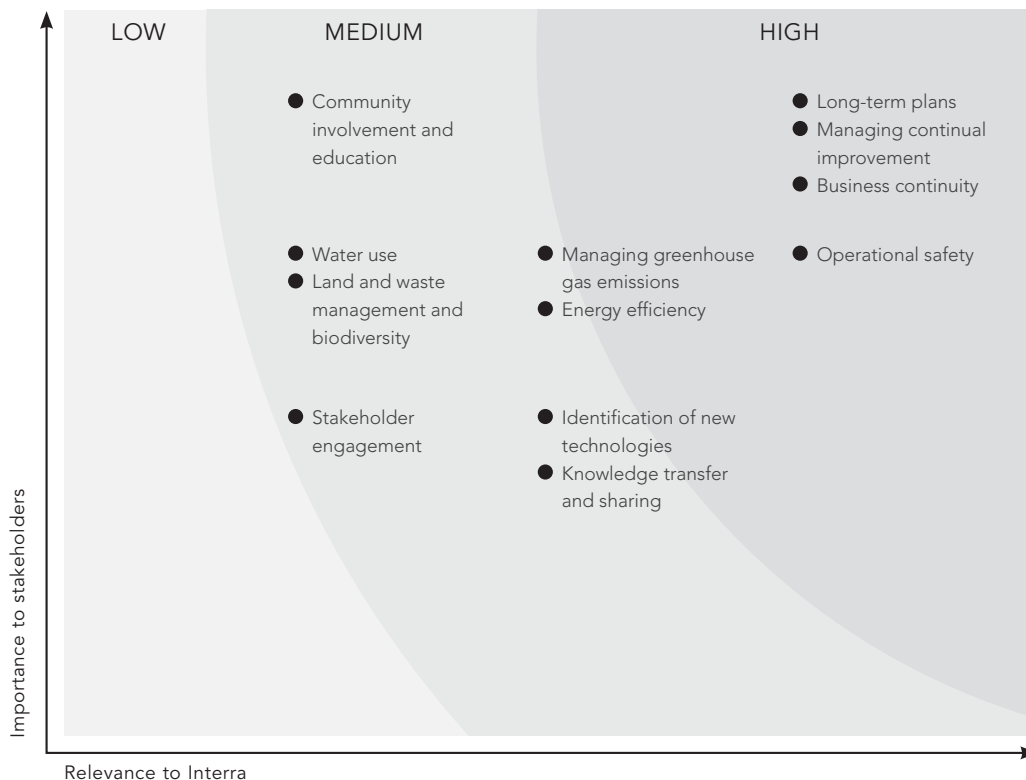 LOW
MEDIUM
HIGH
Community
involvement and
education
Long-term plans
Managing continual
improvement
Business continuity
Water use
Land and waste
management and
biodiversity
Managing greenhouse
gas emissions
Energy efficiency
Operational safety
Stakeholder
engagement
Identification of new
technologies
Knowledge transfer
and sharing
Importance to stakeholders
Relevance to Interra